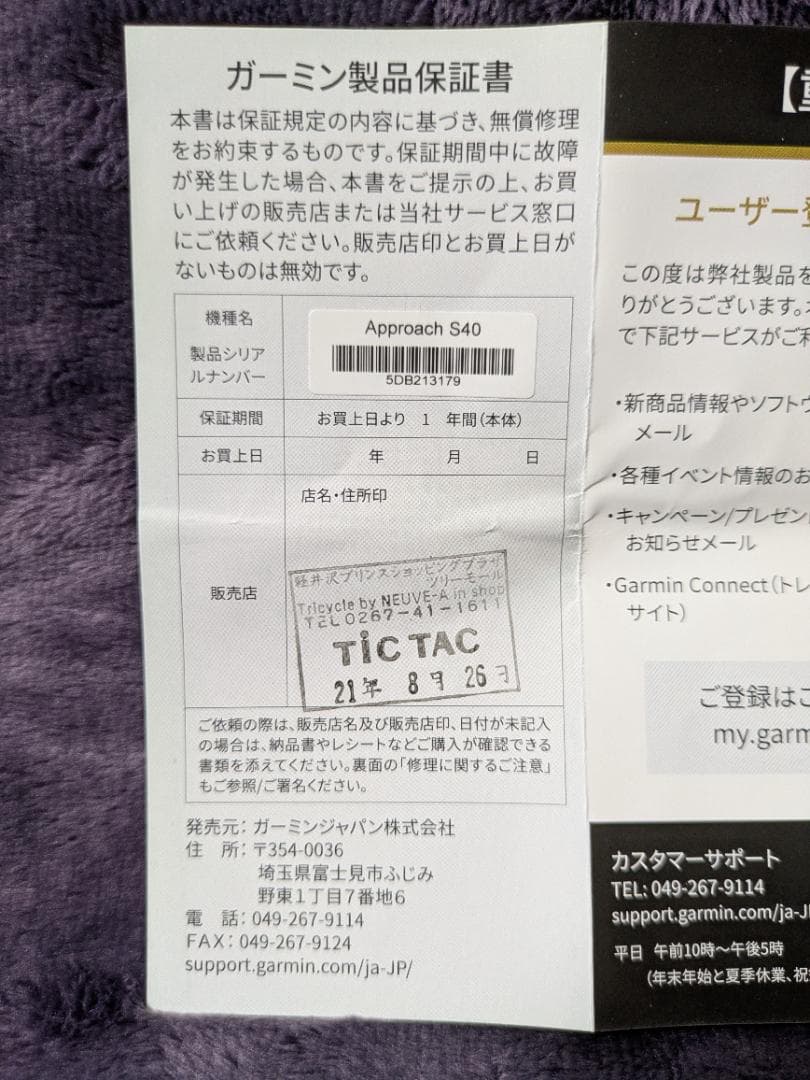 ガーミン製品保証書
本書は保証規定の内容に基づき、無償修理
をお約束するものです。保証期間中に故障
が発生した場合、本書をご提示の上、お買
い上げの販売店または当社サービス窓口
にご依頼ください。販売店印とお買上日が
ないものは無効です。
機種名
製品シリア
ルナンバー
Approach S40
5DB213179
保証期間
お買上日より 1 年間(本体)
お買上日
年 月 日
販売店
店名・住所印
軽井沢プリンスショッピングプラザ
ツリーモール
Tricycle by NEUVE-A in shop
TEL 0267-41-1611
TiC TAC
21年 8月 26日
ご依頼の際は、販売店名及び販売店印、日付が未記入
の場合は、納品書やレシートなどご購入が確認できる
書類を添えてください。裏面の「修理に関するご注意」
もご参照/ご署名ください。
発売元: ガーミンジャパン株式会社
住 所: 〒354-0036
埼玉県富士見市ふじみ
野東1丁目7番地6
電 話: 049-267-9114
FAX: 049-267-9124
support.garmin.com/ja-JP/
【
ユーザー登
この度は弊社製品を
りがとうございます。
で下記サービスがご利
・新商品情報やソフトウ
メール
・各種イベント情報のお
・キャンペーン/プレゼン
お知らせメール
・Garmin Connect(トレ
サイト)
ご登録はこ
my.garm
カスタマーサポート
TEL: 049-267-9114
support.garmin.com/ja-JP
平日 午前10時～午後5時
(年末年始と夏季休業、祝